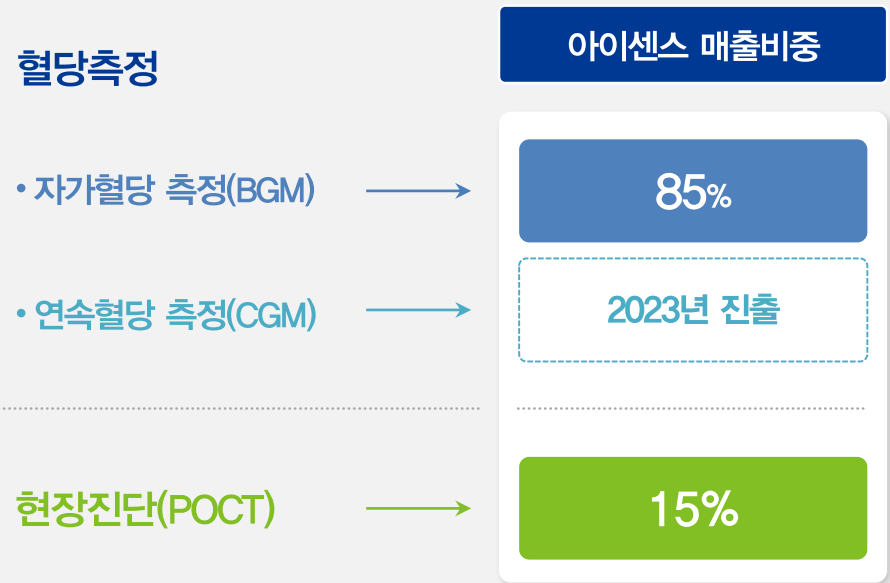 혈당측정
아이센스 매출비중
• 자가혈당 측정(BGM)
85%
• 연속혈당 측정(CGM)
2023년 진출
현장진단(POCT)
15%